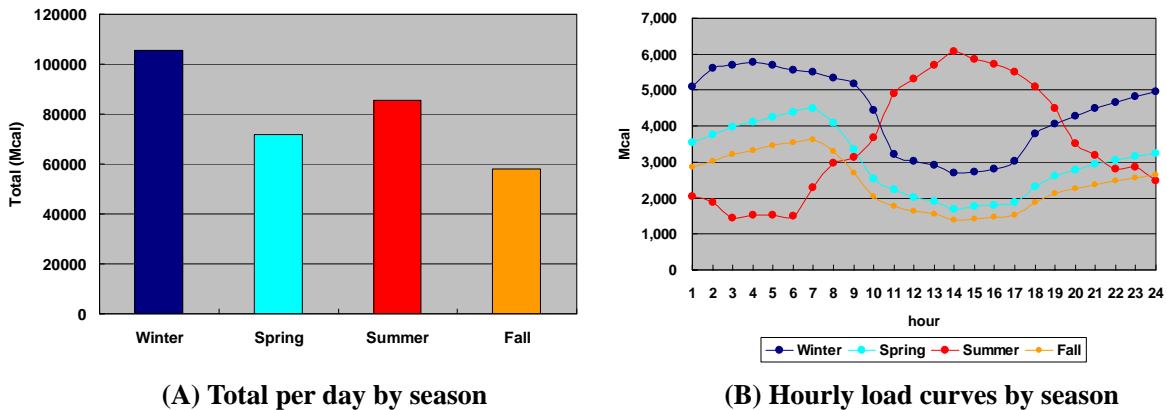 120000
100000
80000
60000
40000
20000
0
Total (Mcal)
Winter Spring Summer Fall
(A) Total per day by season
7,000
6,000
5,000
4,000
3,000
2,000
1,000
0
Mcal
1 2 3 4 5 6 7 8 9 10 11 12 13 14 15 16 17 18 19 20 21 22 23 24
hour
Winter Spring Summer Fall
(B) Hourly load curves by season